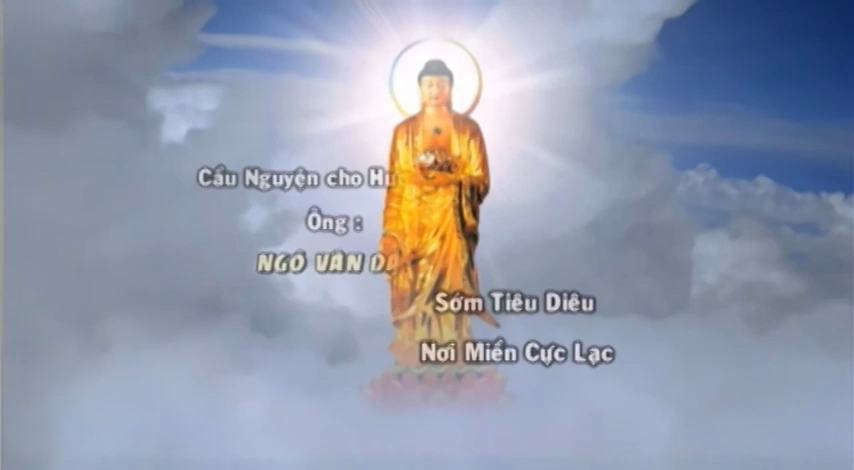 Cầu Nguyện cho
Ông :
NGÔ VĂN
Sớm Tiêu Diêu
Nơi Miền Cực Lạc